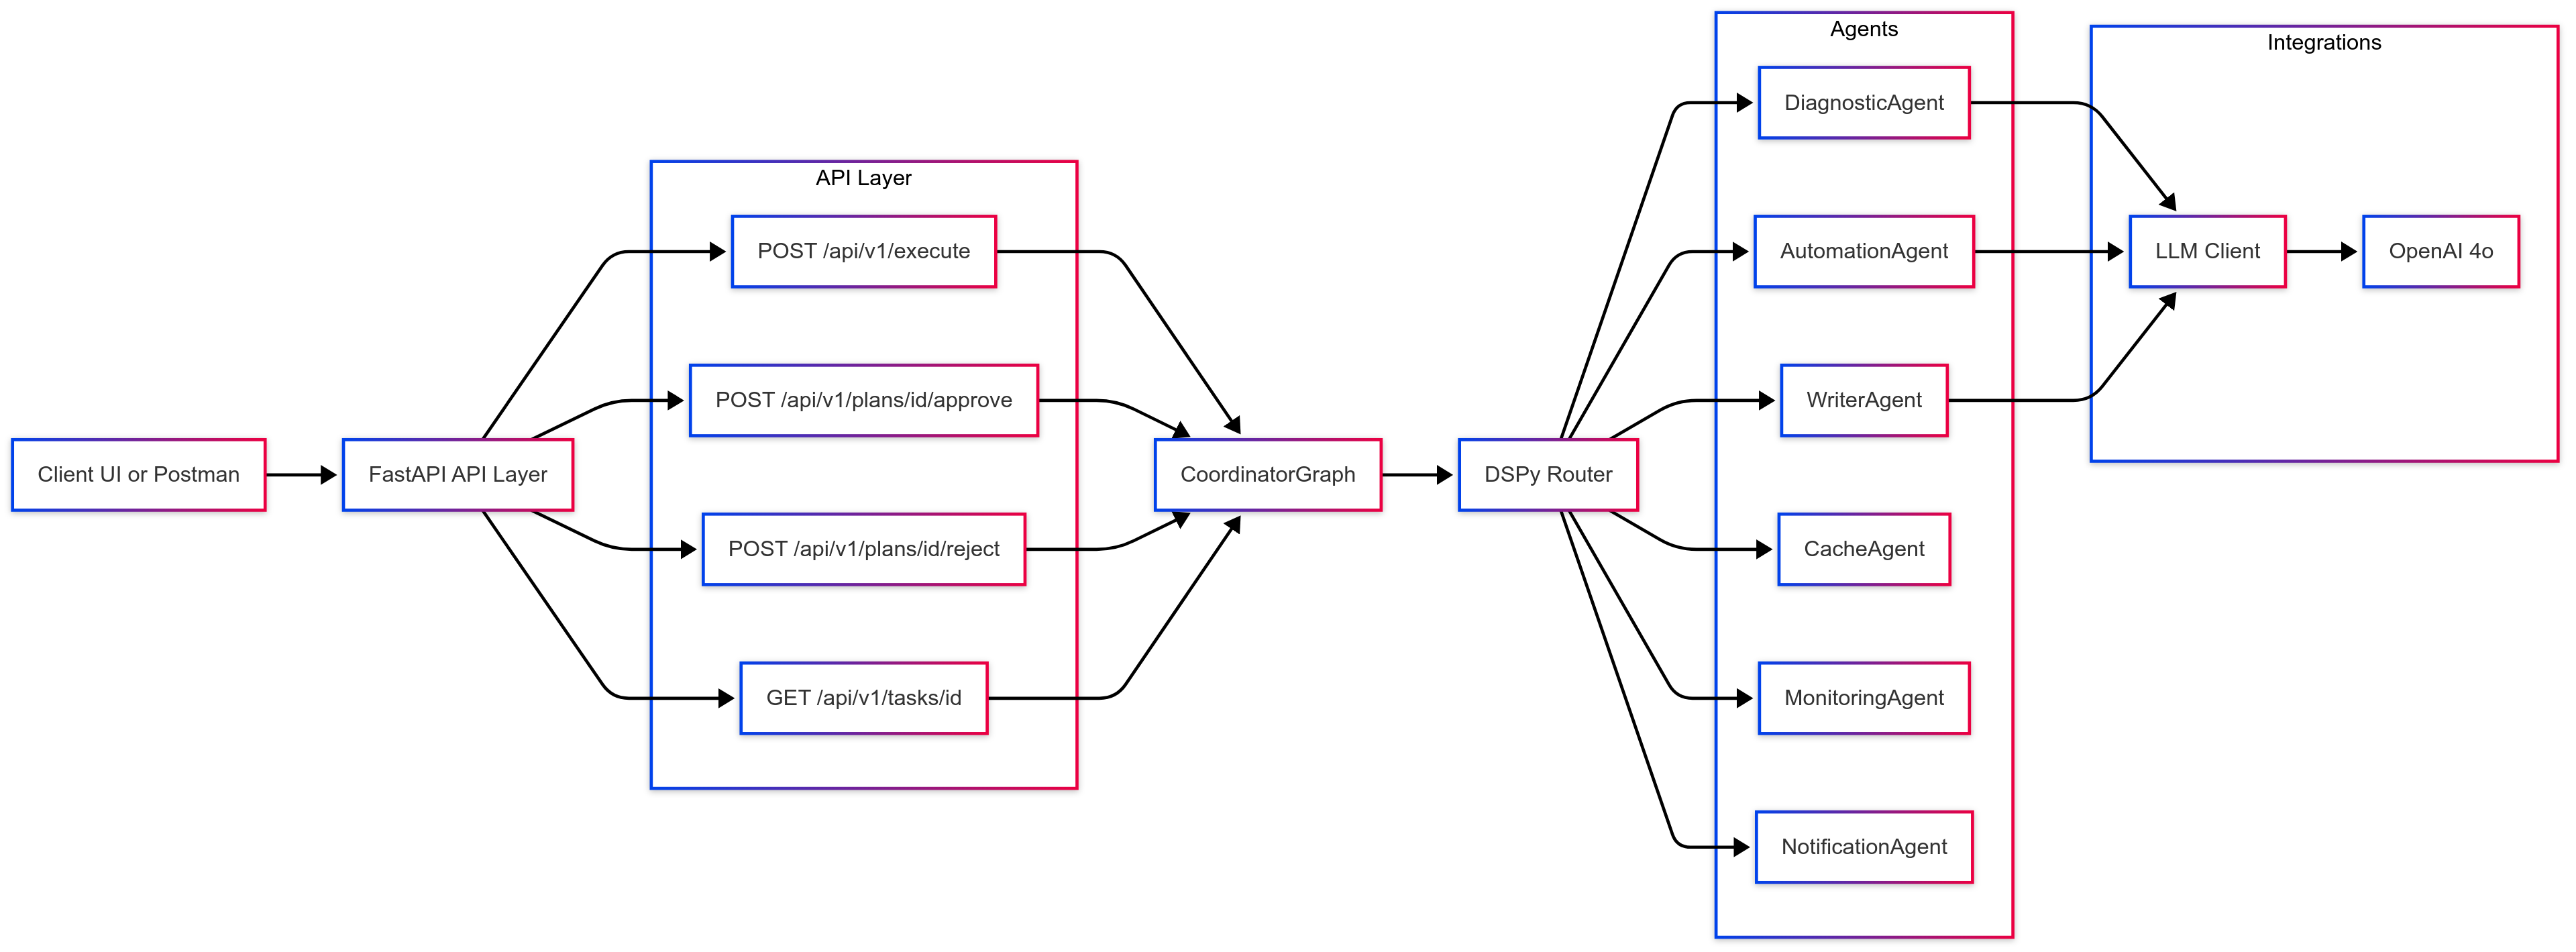 Client UI or Postman
FastAPI API Layer
API Layer
POST /api/v1/execute
POST /api/v1/plans/id/approve
POST /api/v1/plans/id/reject
GET /api/v1/tasks/id
CoordinatorGraph
DSPy Router
Agents
DiagnosticAgent
AutomationAgent
WriterAgent
CacheAgent
MonitoringAgent
NotificationAgent
Integrations
LLM Client
OpenAI 4o